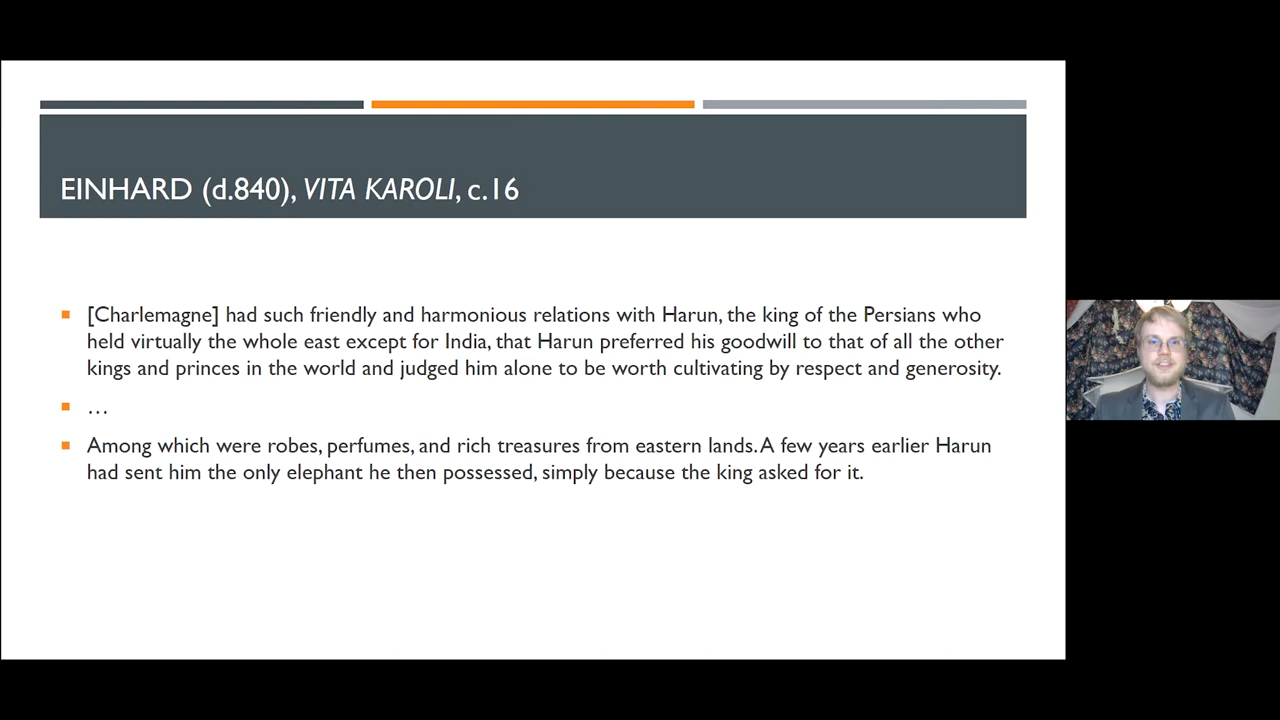 EINHARD (d.840), VITA KAROLI, c.16
[Charlemagne] had such friendly and harmonious relations with Harun, the king of the Persians who
held virtually the whole east except for India, that Harun preferred his goodwill to that of all the other
kings and princes in the world and judged him alone to be worth cultivating by respect and generosity.
…
Among which were robes, perfumes, and rich treasures from eastern lands. A few years earlier Harun
had sent him the only elephant he then possessed, simply because the king asked for it.